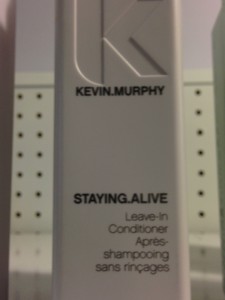 KEVIN.MURPHY
STAYING.ALIVE
Leave-In
Conditioner
Après-
shampooing
sans rinçages